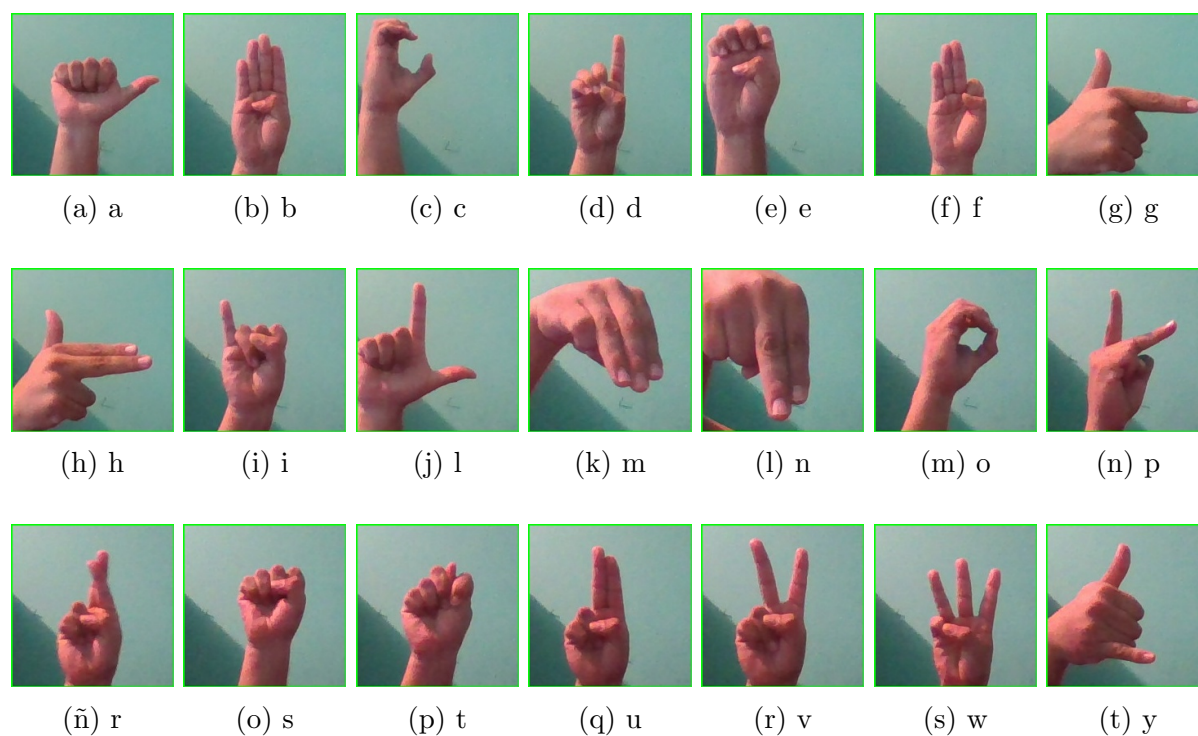 (a) a (b) b (c) c (d) d (e) e (f) f (g) g
(h) h (i) i (j) l (k) m (l) n (m) o (n) p
(ñ) r (o) s (p) t (q) u (r) v (s) w (t) y